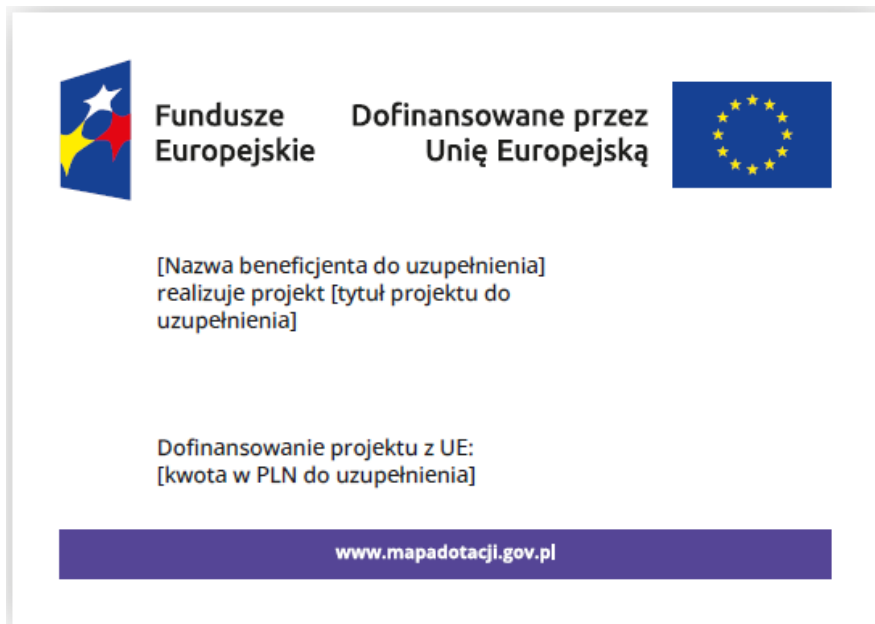 Fundusze
Europejskie
Dofinansowane przez
Unię Europejską
[Nazwa beneficjenta do uzupełnienia]
realizuje projekt [tytuł projektu do
uzupełnienia]
Dofinansowanie projektu z UE:
[kwota w PLN do uzupełnienia]
www.mapadotacji.gov.pl